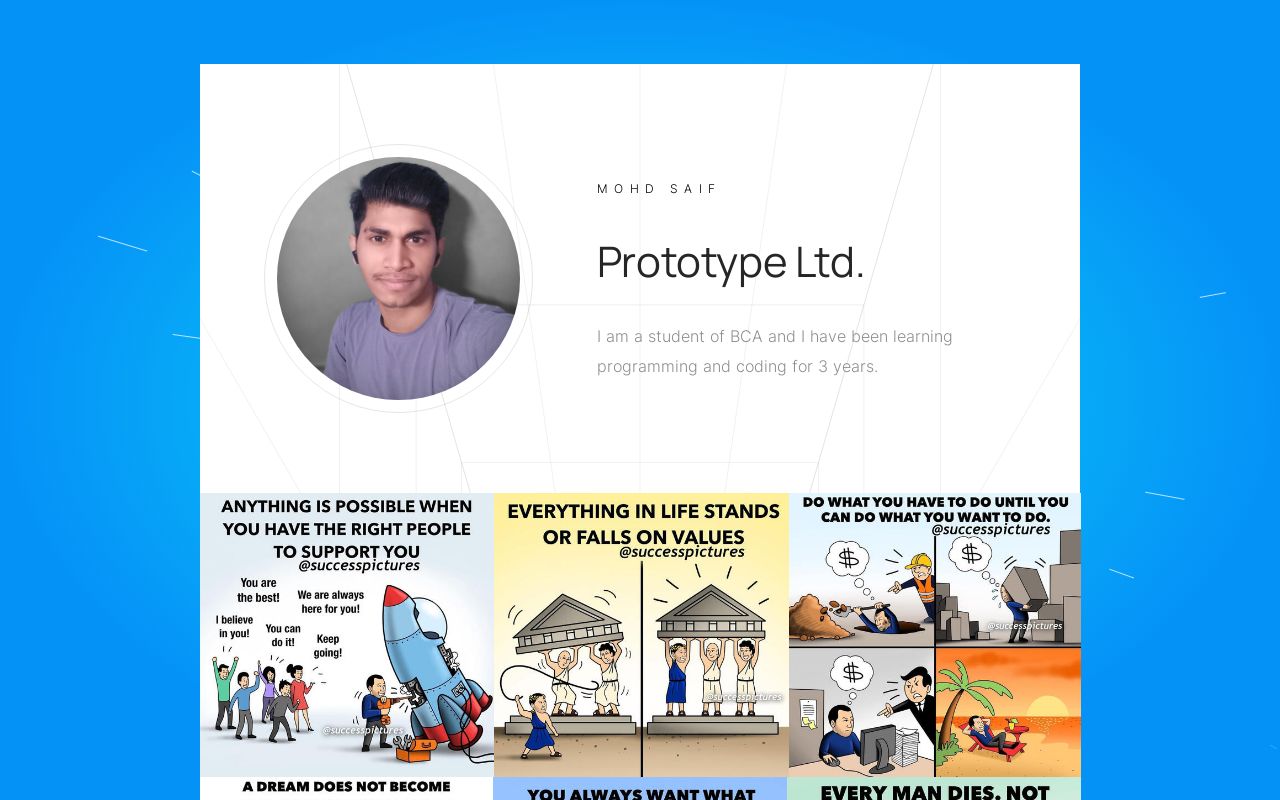 MOHD SAIF
Prototype Ltd.
I am a student of BCA and I have been learning
programming and coding for 3 years.
ANYTHING IS POSSIBLE WHEN
YOU HAVE THE RIGHT PEOPLE
TO SUPPORT YOU
@successpictures
You are
the best!
We are always
here for you!
I believe
in you!
You can
do it!
Keep
going!
@successpictures
EVERYTHING IN LIFE STANDS
OR FALLS ON VALUES
@successpictures
@successpictures
DO WHAT YOU HAVE TO DO UNTIL YOU
CAN DO WHAT YOU WANT TO DO.
@successpictures
$
$
@successpictures
$
A DREAM DOES NOT BECOME
YOU ALWAYS WANT WHAT
EVERY MAN DIES. NOT